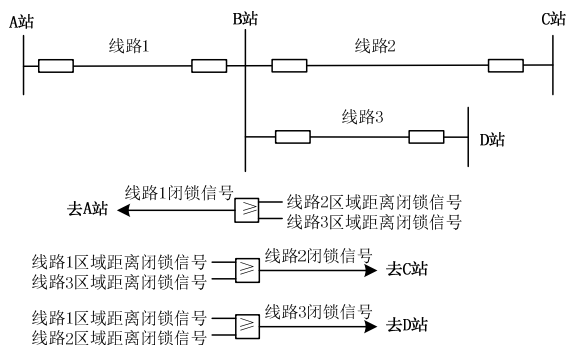 A站
B站
C站
线路1
线路2
线路3
D站
线路1闭锁信号
去A站
≥
线路2区域距离闭锁信号
线路3区域距离闭锁信号
线路1区域距离闭锁信号
线路3区域距离闭锁信号
≥
线路2闭锁信号
去C站
线路1区域距离闭锁信号
线路2区域距离闭锁信号
≥
线路3闭锁信号
去D站